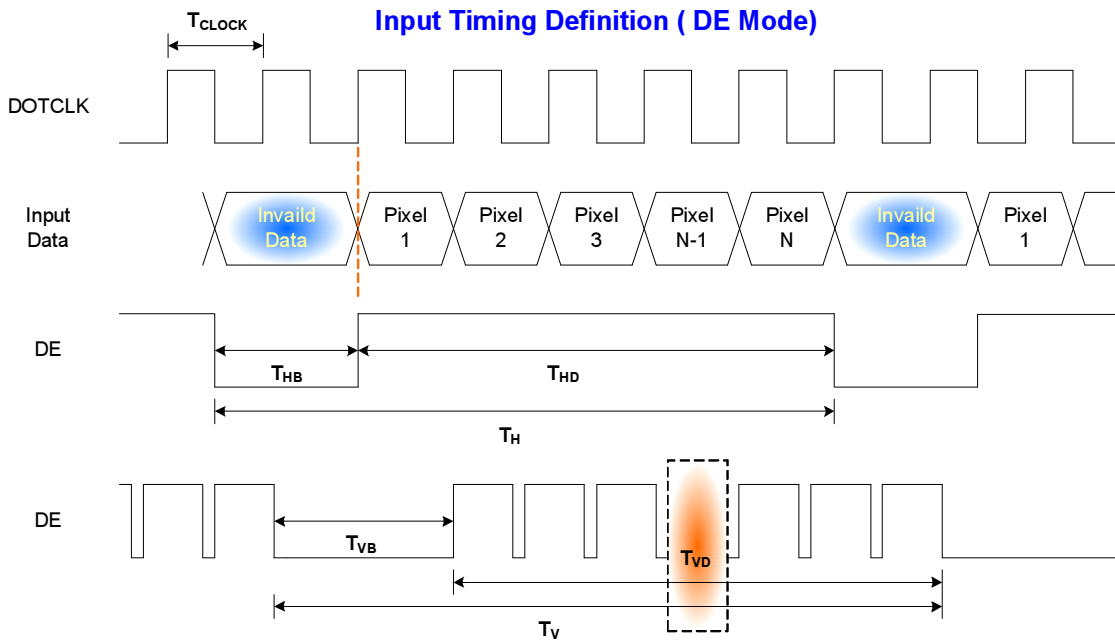 Input Timing Definition ( DE Mode)
TCLOCK
DOTCLK
Input
Data
Invaild
Data
Pixel
1
Pixel
2
Pixel
3
Pixel
N-1
Pixel
N
Invaild
Data
Pixel
1
DE
THB
THD
TH
DE
TVB
TVD
TV